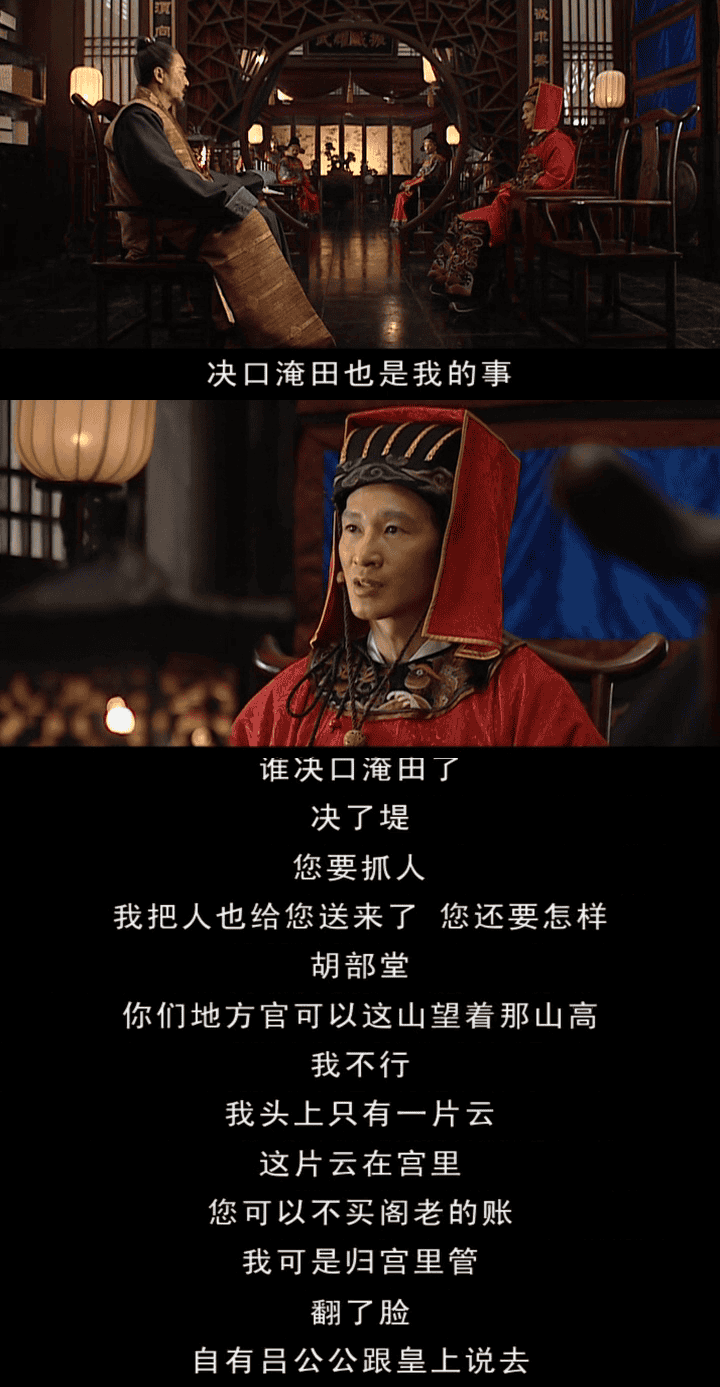 决口淹田也是我的事
谁决口淹田了
决了堤
您要抓人
我把人也给您送来了 您还要怎样
胡部堂
你们地方官可以这山望着那山高
我不行
我头上只有一片云
这片云在宫里
您可以不买阁老的账
我可是归宫里管
翻了脸
自有吕公公跟皇上说去